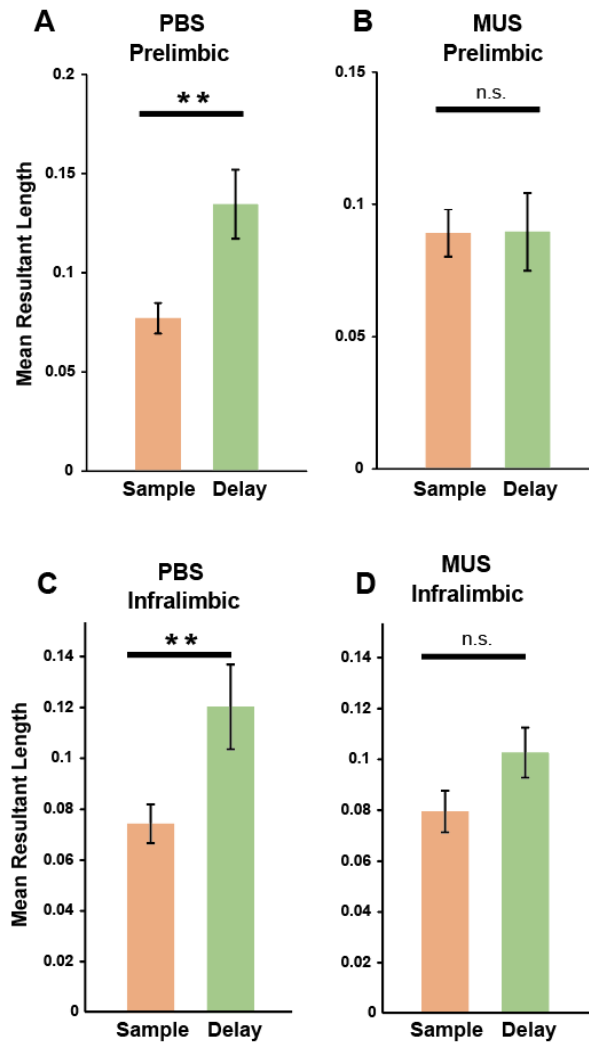 A
PBS
Prelimbic
0.2
0.15
0.1
0.05
0
Mean Resultant Length
**
Sample Delay
B
MUS
Prelimbic
0.15
0.1
0.05
0
n.s.
Sample Delay
C
PBS
Infralimbic
0.14
0.12
0.1
0.08
0.06
0.04
0.02
0
Mean Resultant Length
**
Sample Delay
D
MUS
Infralimbic
0.14
0.12
0.1
0.08
0.06
0.04
0.02
0
n.s.
Sample Delay